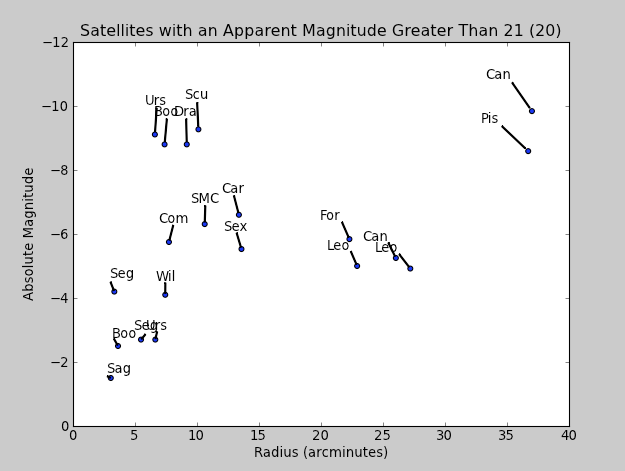 Satellites with an Apparent Magnitude Greater Than 21 (20)
−12
Can
−10
Urs
Boo
Dra
Scu
Pis
−8
Car
SMC
Com
Sex
For
−6
Leo
Can
Leo
Seg
Wil
−4
Boo
Seg
Urs
−2
Sag
0
Absolute Magnitude
0 5 10 15 20 25 30 35 40
Radius (arcminutes)